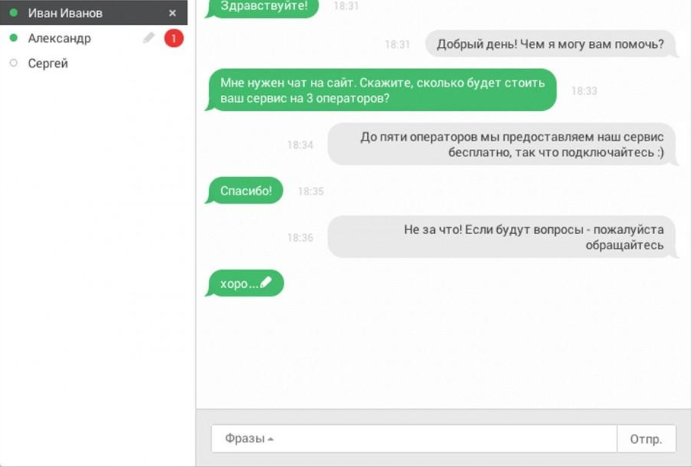 Иван Иванов ×
Александр 1
Сергей
Здравствуйте! 18:31
18:31 Добрый день! Чем я могу вам помочь?
Мне нужен чат на сайт. Скажите, сколько будет стоить
ваш сервис на 3 операторов?
18:33
18:34
До пяти операторов мы предоставляем наш сервис
бесплатно, так что подключайтесь :)
Спасибо! 18:35
18:36
Не за что! Если будут вопросы - пожалуйста
обращайтесь
хоро...
Фразы
Отпр.